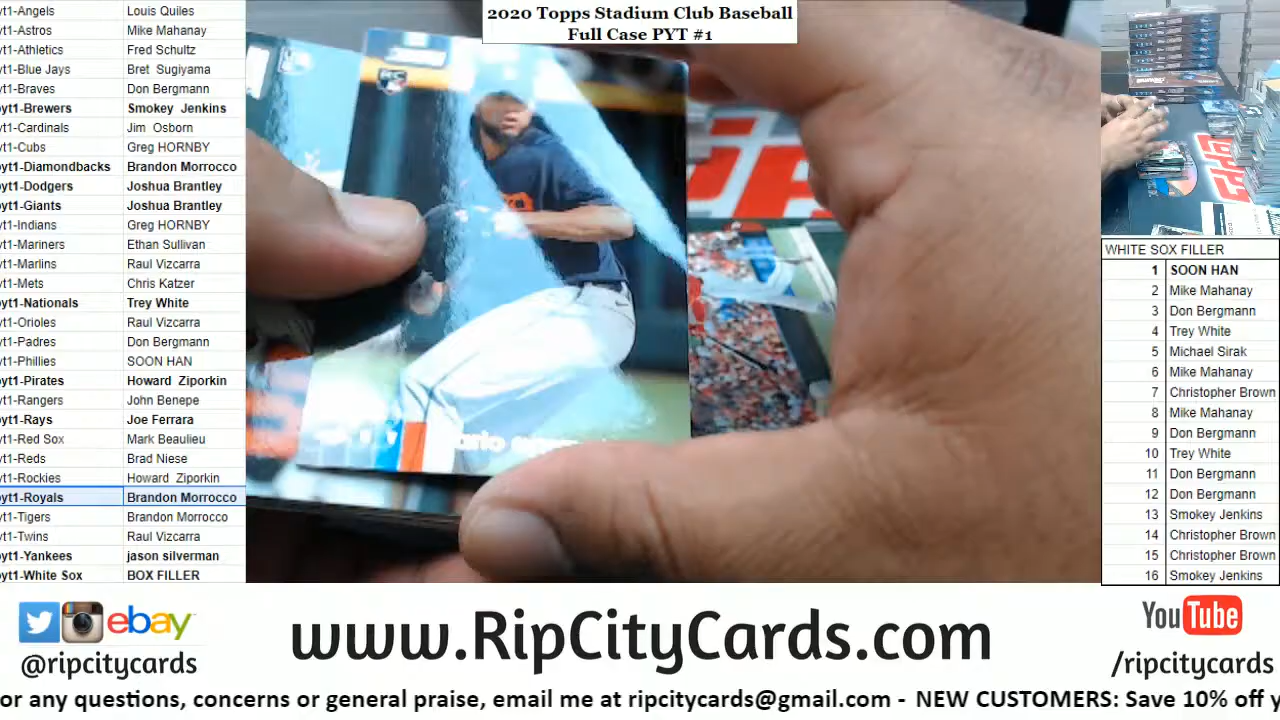 2020 Topps Stadium Club Baseball
Full Case PYT #1
yt1-Angels Louis Quiles
yt1-Astros Mike Mahanay
yt1-Athletics Fred Schultz
yt1-Blue Jays Bret Sugiyama
yt1-Braves Don Bergmann
yt1-Brewers Smokey Jenkins
yt1-Cardinals Jim Osborn
yt1-Cubs Greg HORNBY
yt1-Diamondbacks Brandon Morrocco
yt1-Dodgers Joshua Brantley
yt1-Giants Joshua Brantley
yt1-Indians Greg HORNBY
yt1-Mariners Ethan Sullivan
yt1-Marlins Raul Vizcarra
yt1-Mets Chris Katzer
yt1-Nationals Trey White
yt1-Orioles Raul Vizcarra
yt1-Padres Don Bergmann
yt1-Phillies SOON HAN
yt1-Pirates Howard Ziporkin
yt1-Rangers John Benepe
yt1-Rays Joe Ferrara
yt1-Red Sox Mark Beaulieu
yt1-Reds Brad Niese
yt1-Rockies Howard Ziporkin
pyt1-Royals Brandon Morrocco
yt1-Tigers Brandon Morrocco
yt1-Twins Raul Vizcarra
yt1-Yankees jason silverman
yt1-White Sox BOX FILLER
RC
WHITE SOX FILLER
1 SOON HAN
2 Mike Mahanay
3 Don Bergmann
4 Trey White
5 Michael Sirak
6 Mike Mahanay
7 Christopher Brown
8 Mike Mahanay
9 Don Bergmann
10 Trey White
11 Don Bergmann
12 Don Bergmann
13 Smokey Jenkins
14 Christopher Brown
15 Christopher Brown
16 Smokey Jenkins
ebay
@ripcitycards
www.RipCityCards.com
YouTube
/ripcitycards
or any questions, concerns or general praise, email me at ripcitycards@gmail.com - NEW CUSTOMERS: Save 10% off y